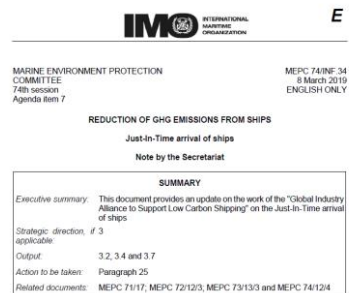 E
IMO
INTERNATIONAL
MARITIME
ORGANIZATION
MARINE ENVIRONMENT PROTECTION
COMMITTEE
74th session
Agenda item 7
MEPC 74/INF.34
8 March 2019
ENGLISH ONLY
REDUCTION OF GHG EMISSIONS FROM SHIPS
Just-In-Time arrival of ships
Note by the Secretariat
SUMMARY
Executive summary: This document provides an update on the work of the "Global Industry
Alliance to Support Low Carbon Shipping" on the Just-In-Time arrival
of ships
Strategic direction, if 3
applicable:
Output: 3.2, 3.4 and 3.7
Action to be taken: Paragraph 25
Related documents: MEPC 71/17; MEPC 72/12/3; MEPC 73/13/3 and MEPC 74/12/4